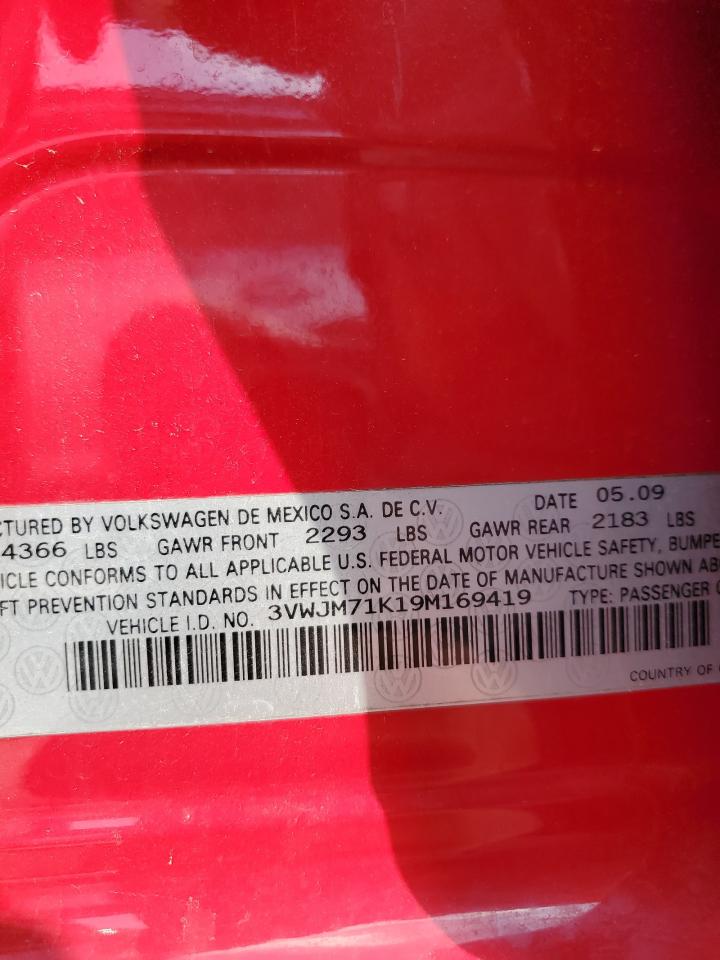 CTURED BY VOLKSWAGEN DE MEXICO S.A. DE C.V. DATE 05.09
4366 LBS GAWR FRONT 2293 LBS GAWR REAR 2183 LBS
ICLE CONFORMS TO ALL APPLICABLE U.S. FEDERAL MOTOR VEHICLE SAFETY, BUMPE
FT PREVENTION STANDARDS IN EFFECT ON THE DATE OF MANUFACTURE SHOWN AB
VEHICLE I.D. NO. 3VWJM71K19M169419 TYPE: PASSENGER
COUNTRY OF